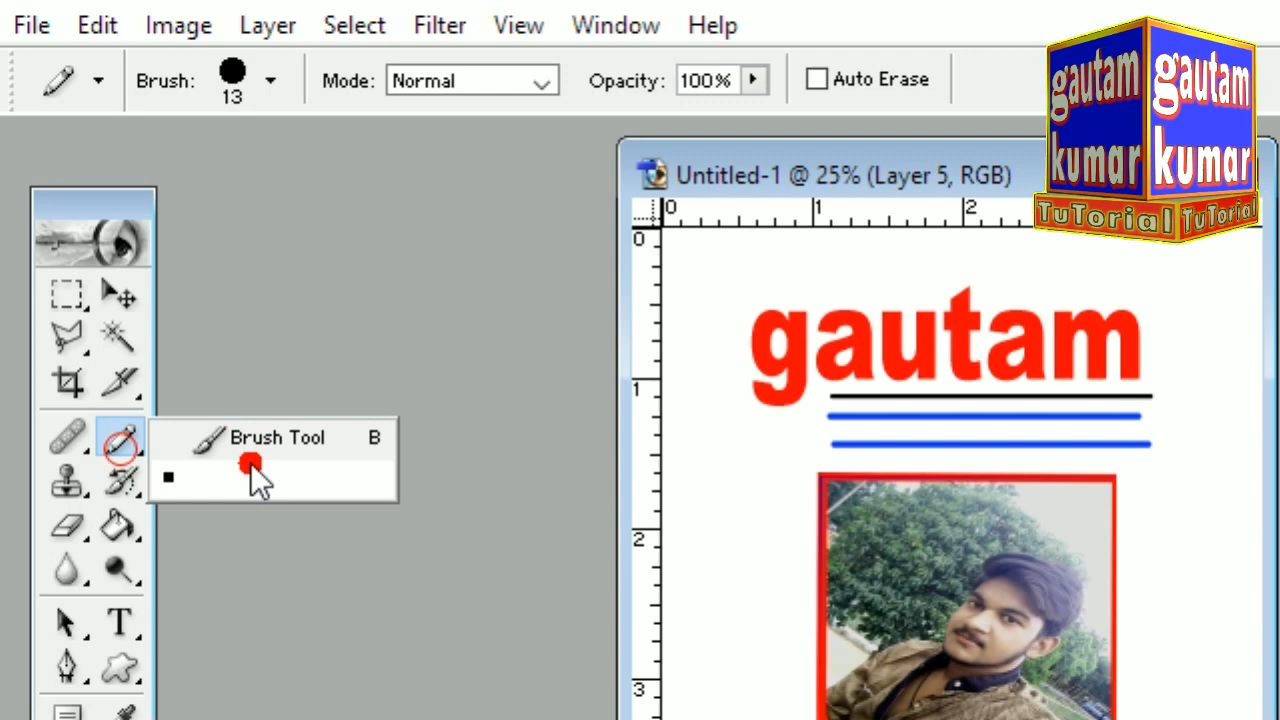 File Edit Image Layer Select Filter View Window Help
Brush: 13 Mode: Normal Opacity: 100% Auto Erase
gautam gautam
kumar kumar
TuTorial TuTorial
Untitled-1 @ 25% (Layer 5, RGB)
0 1 2
0
gautam
1
Brush Tool B
2
T
3